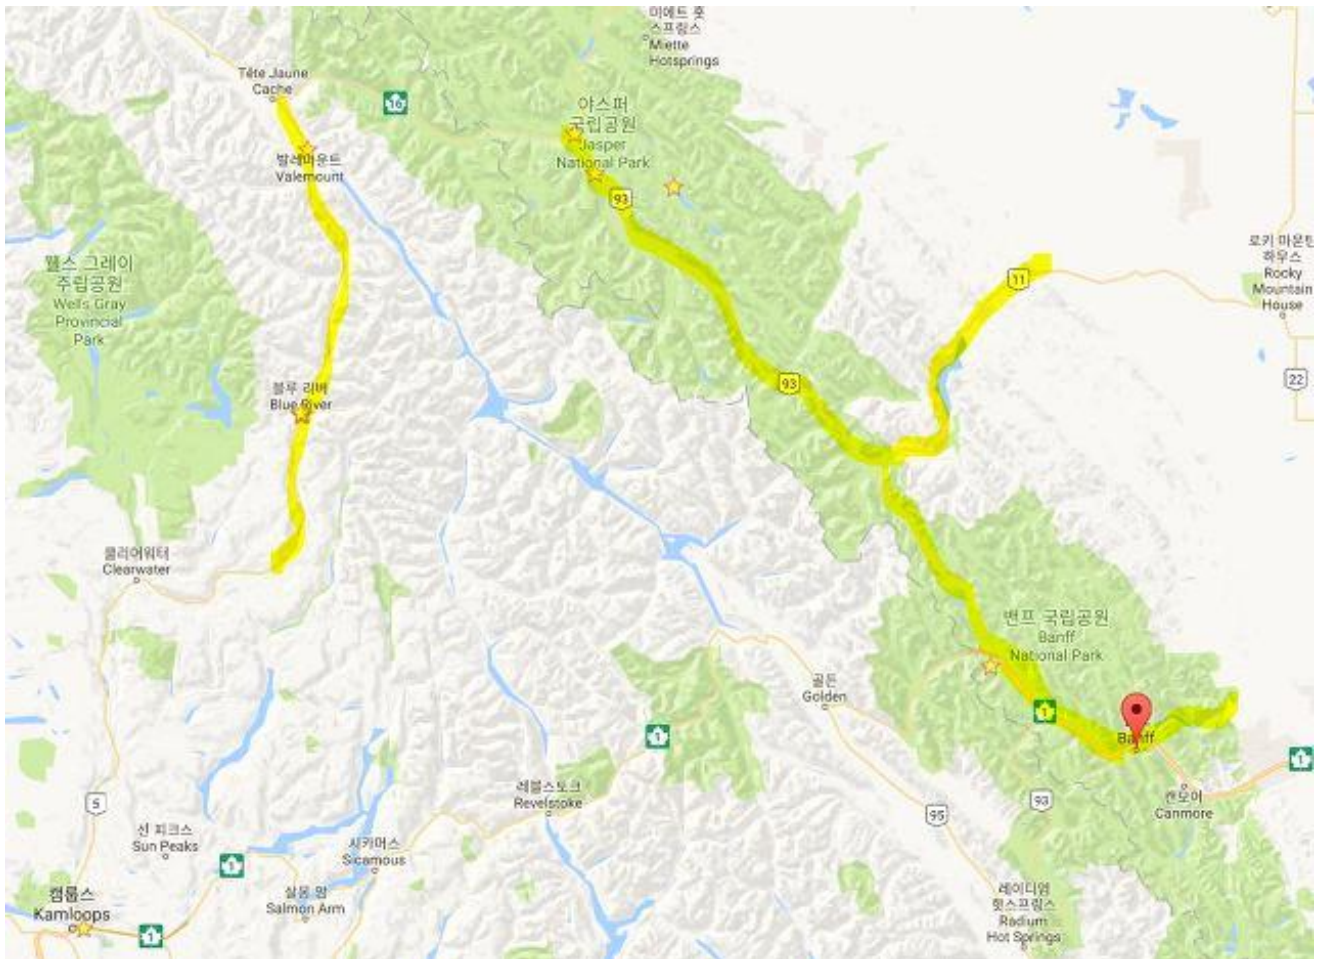 미에트 홋
스프링스
Miette
Hotsprings
Tête Jaune
Cache
16
야스퍼
국립공원
Jasper
National Park
발레마운트
Valemount
93
로키 마운틴
하우스
Rocky
Mountain
House
11
웰스 그레이
주립공원
Wells Gray
Provincial
Park
93
22
블루 리버
Blue River
클리어워터
Clearwater
밴프 국립공원
Banff
National Park
골든
Golden
1
1
Banff
1
레블스토크
Revelstoke
93
캔모어
Canmore
5
95
선 피크스
Sun Peaks
시카머스
Sicamous
1
캠룹스
Kamloops
살몬 암
Salmon Arm
레이디엄
핫스프링스
Radium
Hot Springs
1